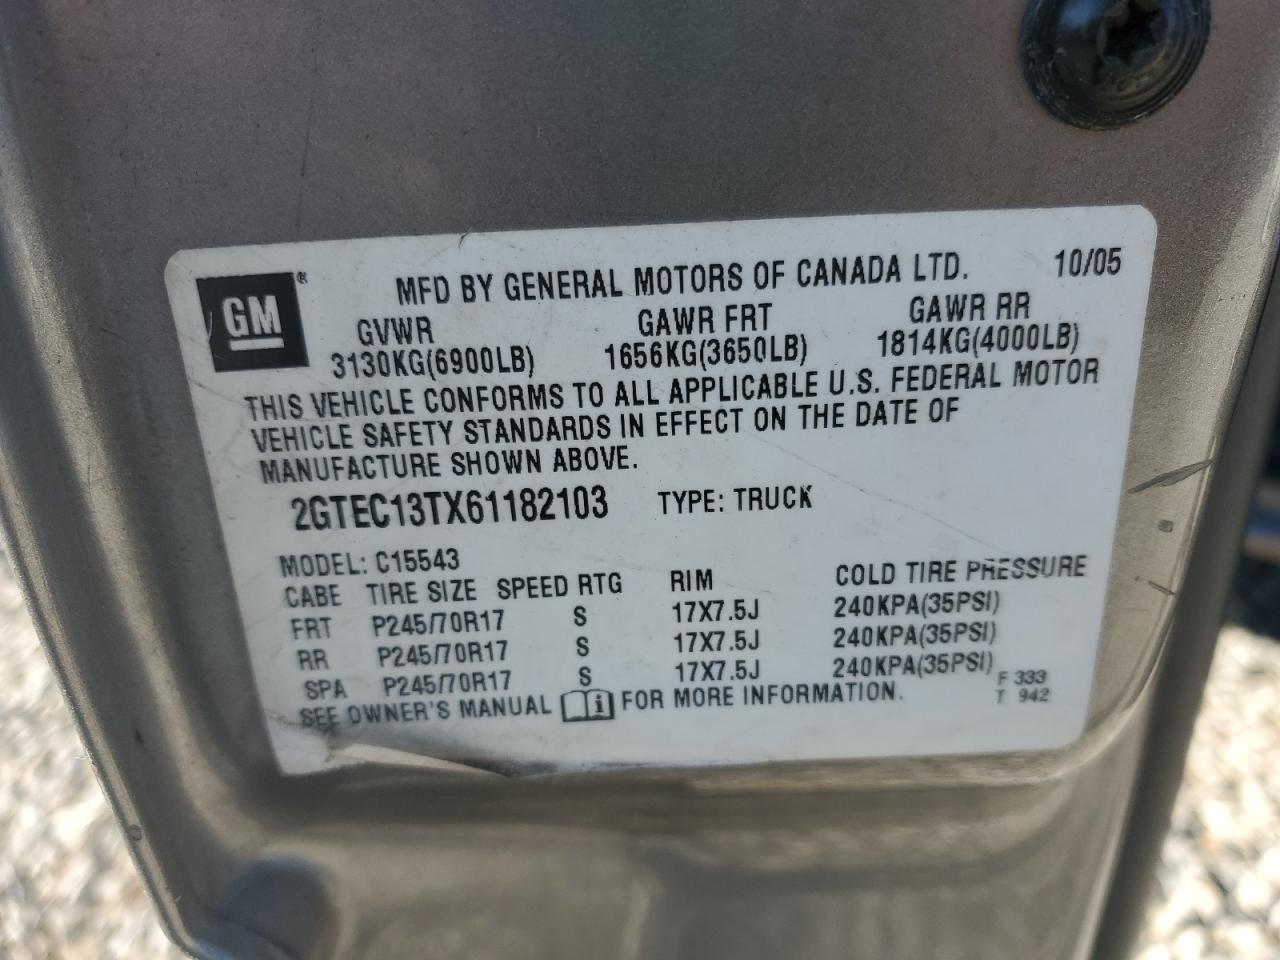 GM®
MFD BY GENERAL MOTORS OF CANADA LTD. 10/05
GVWR GAWR FRT GAWR RR
3130KG(6900LB) 1656KG(3650LB) 1814KG(4000LB)
THIS VEHICLE CONFORMS TO ALL APPLICABLE U.S. FEDERAL MOTOR
VEHICLE SAFETY STANDARDS IN EFFECT ON THE DATE OF
MANUFACTURE SHOWN ABOVE.
2GTEC13TX61182103 TYPE: TRUCK
MODEL: C15543
CABE TIRE SIZE SPEED RTG RIM COLD TIRE PRESSURE
FRT P245/70R17 S 17X7.5J 240KPA(35PSI)
RR P245/70R17 S 17X7.5J 240KPA(35PSI)
SPA P245/70R17 S 17X7.5J 240KPA(35PSI)
SEE OWNER'S MANUAL i FOR MORE INFORMATION.
F 333
T 942